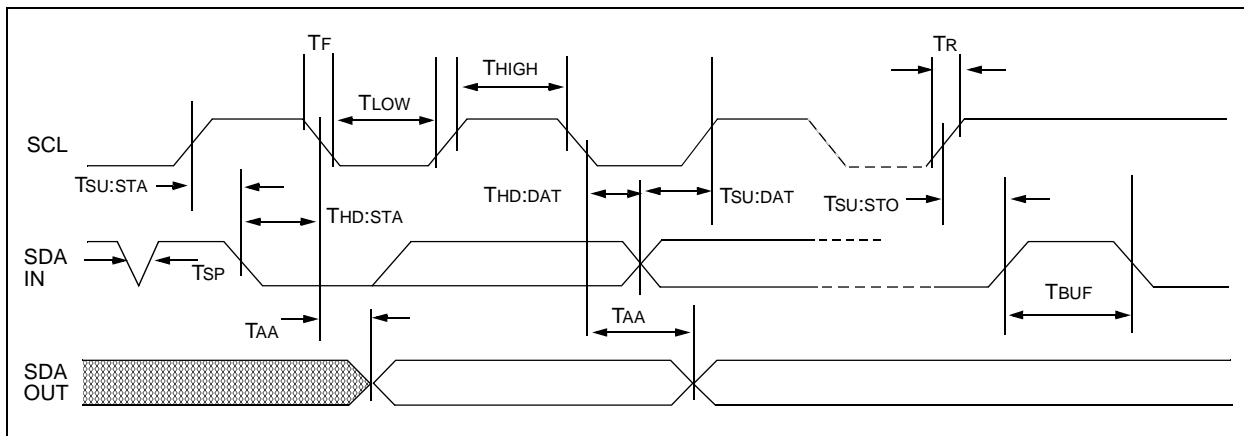 TF
TR
THIGH
TLOW
SCL
TSU:STA
THD:DAT
TSU:DAT
TSU:STO
THD:STA
SDA
IN
TSP
TBUF
TAA
TAA
SDA
OUT